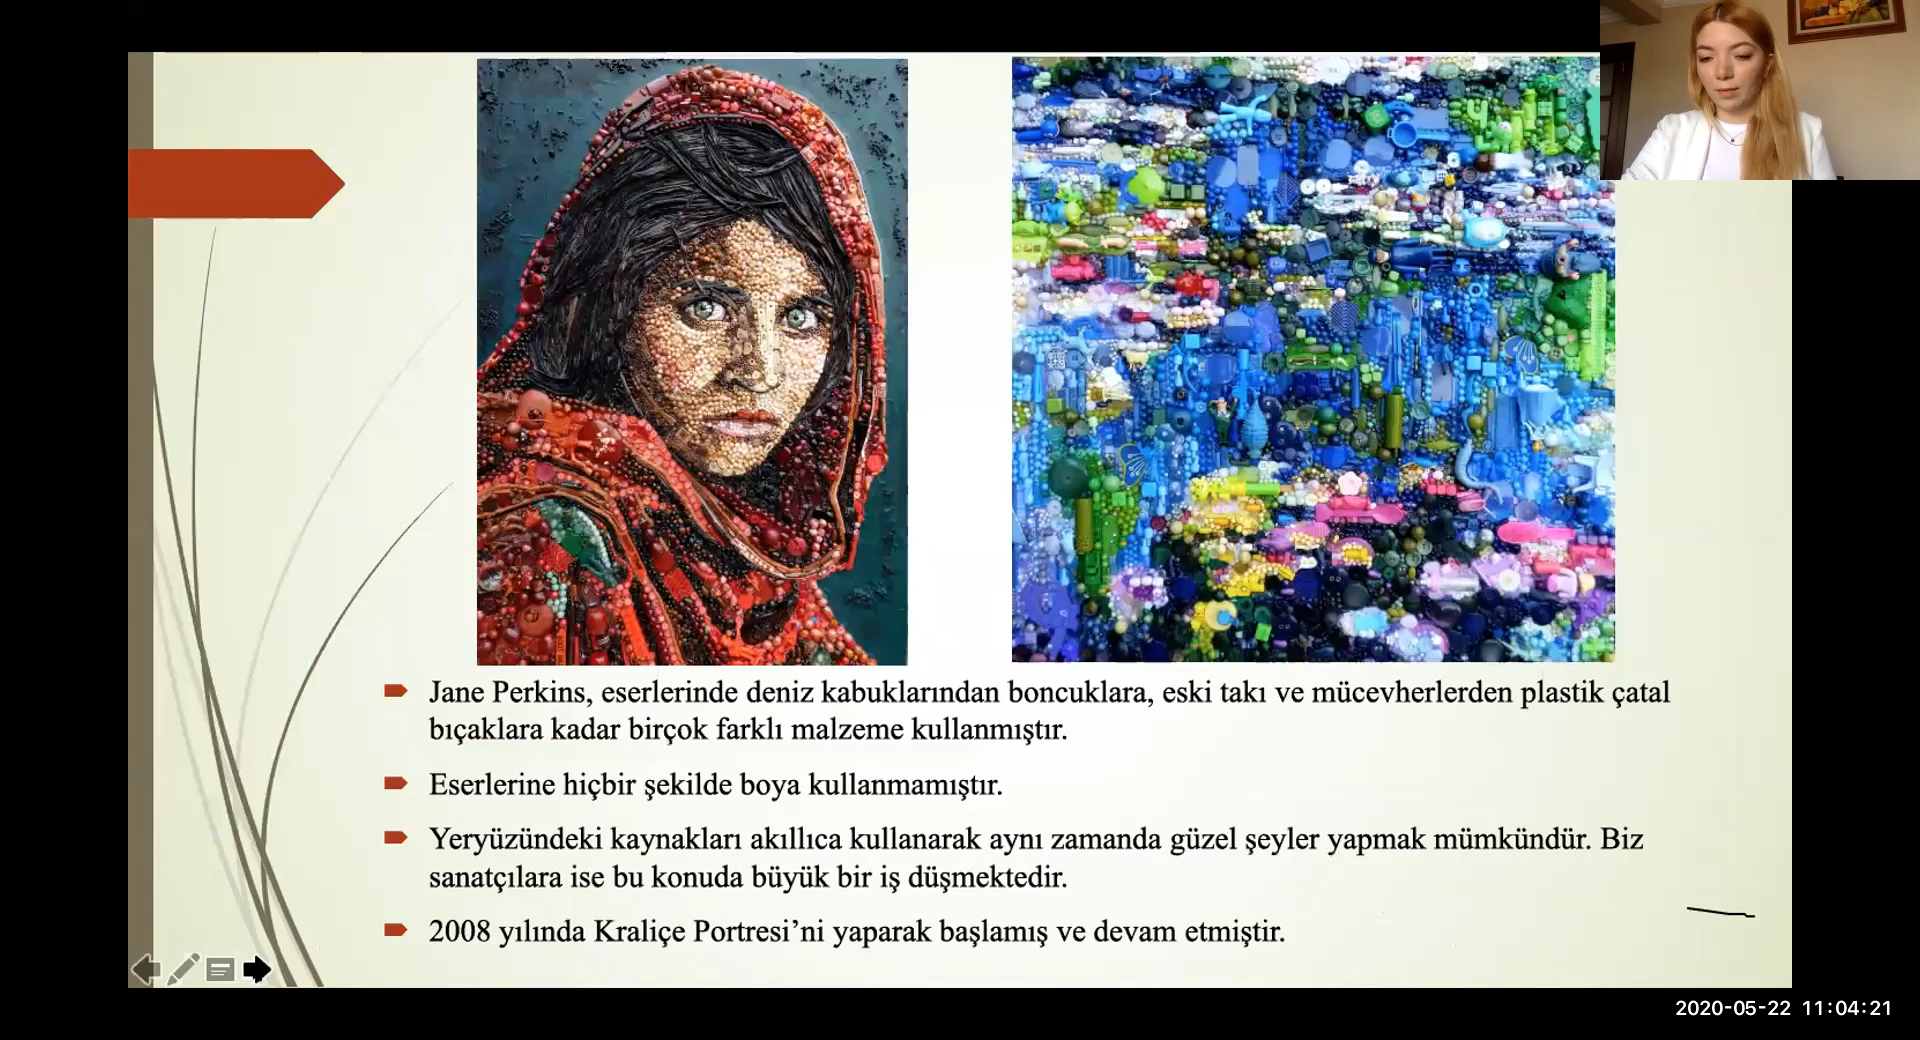 Jane Perkins, eserlerinde deniz kabuklarından boncuklara, eski takı ve mücevherlerden plastik çatal
bıçaklara kadar birçok farklı malzeme kullanmıştır.
Eserlerine hiçbir şekilde boya kullanmamıştır.
Yeryüzündeki kaynakları akıllıca kullanarak aynı zamanda güzel şeyler yapmak mümkündür. Biz
sanatçılara ise bu konuda büyük bir iş düşmektedir.
2008 yılında Kraliçe Portresi’ni yaparak başlamış ve devam etmiştir.
2020-05-22 11:04:21